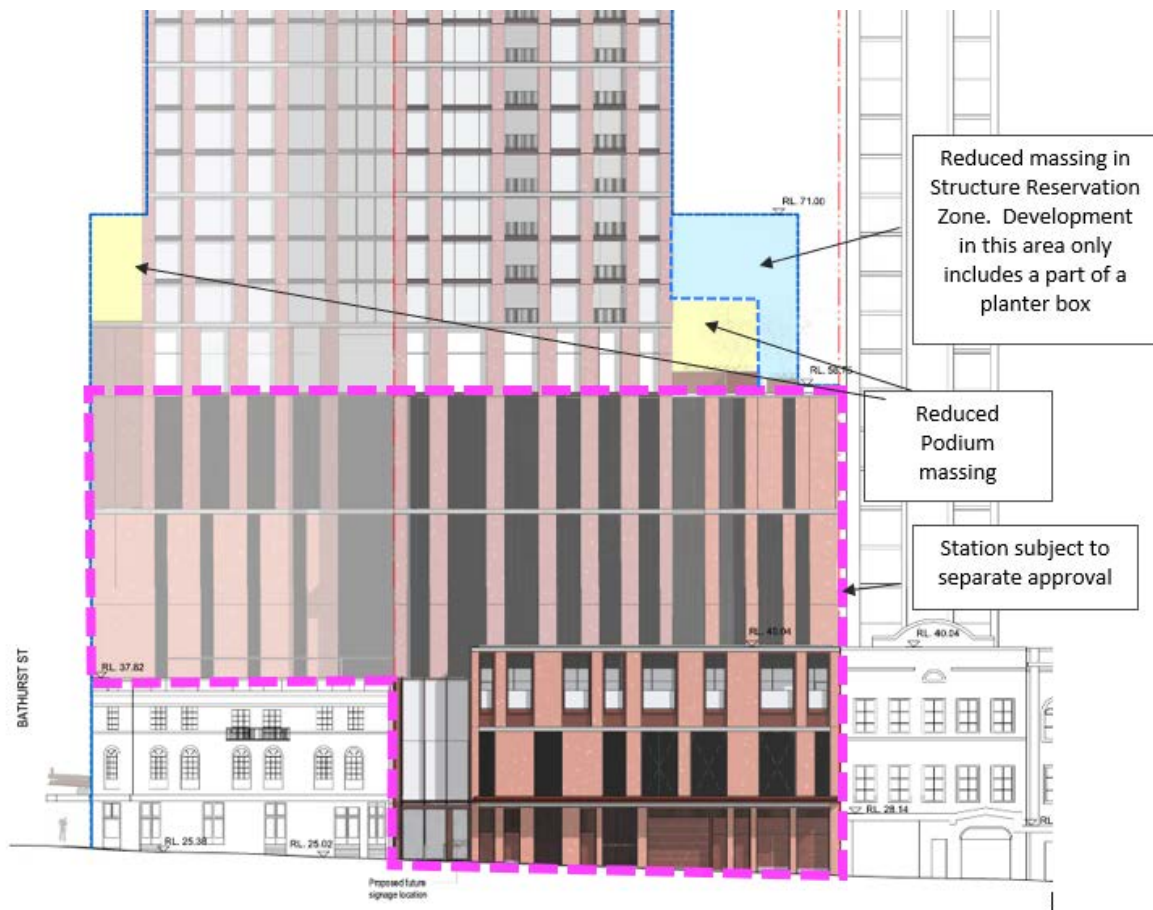 Reduced massing in
Structure Reservation
Zone. Development
in this area only
includes a part of a
planter box
RL. 71.00
Reduced
Podium
massing
Station subject to
separate approval
BATHURST ST
RL. 37.82
RL. 40.04
RL. 40.04
RL. 28.14
RL.
RL. 25.38
RL. 25.02
Proposed future
signage location